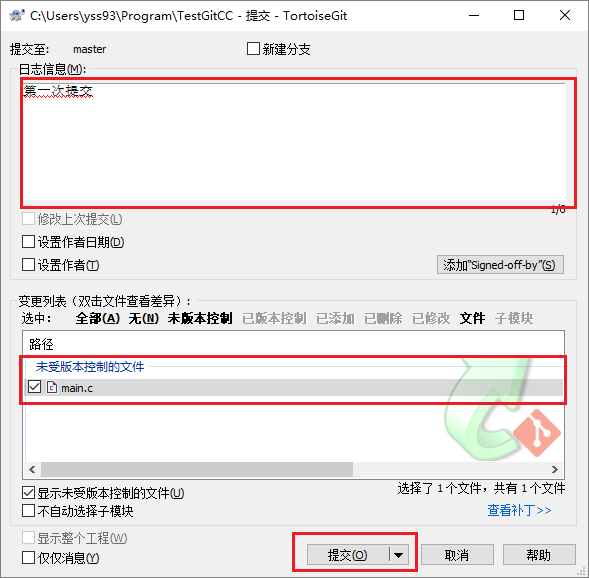 C:\Users\yss93\Program\TestGitCC - 提交 - TortoiseGit
提交至: master 新建分支
日志信息(M):
第一次提交
1/6
修改上次提交(L)
设置作者日期(D)
设置作者(T) 添加"Signed-off-by"(S)
变更列表（双击文件查看差异）:
选中: 全部(A) 无(N) 未版本控制 已版本控制 已添加 已删除 已修改 文件 子模块
路径
未受版本控制的文件
main.c
显示未受版本控制的文件(U) 选择了 1 个文件，共有 1 个文件
不自动选择子模块 查看补丁>>
显示整个工程(W)
仅仅消息(Y) 提交(O) 取消 帮助